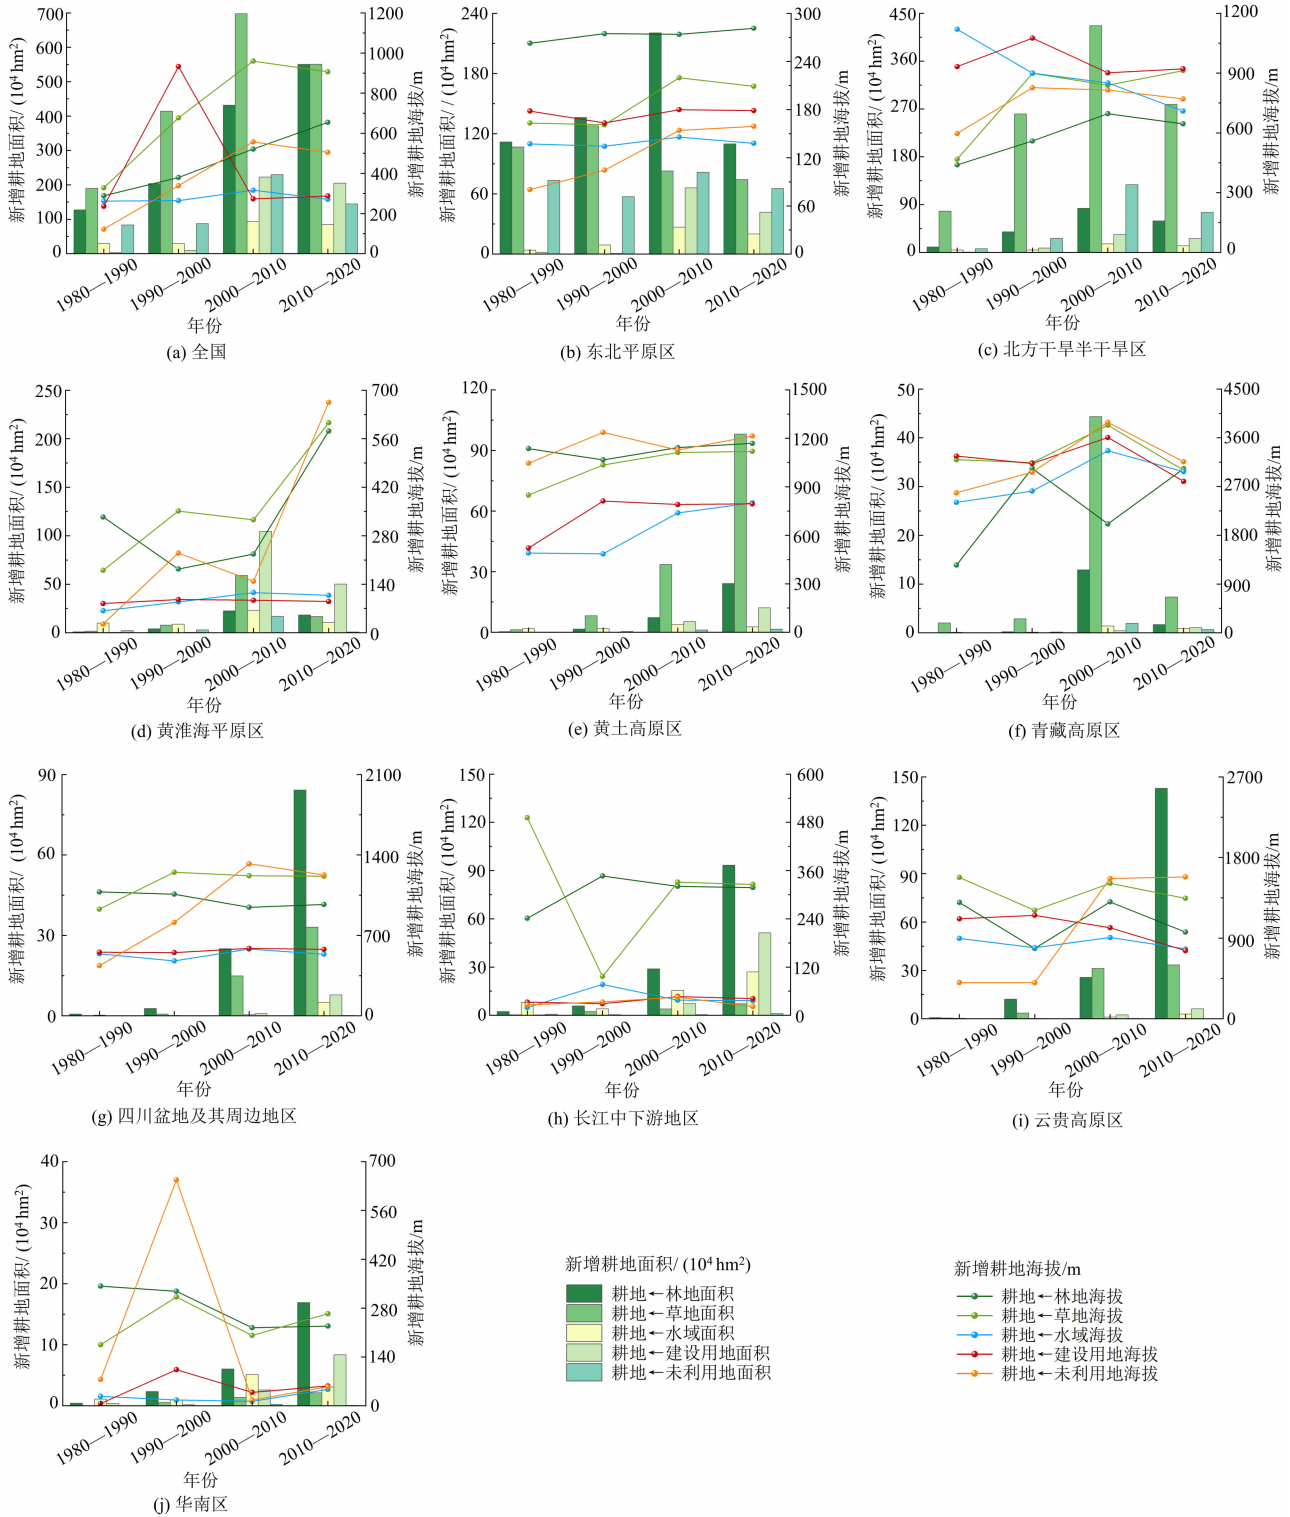 新增耕地面积/ (10⁴ hm²)
700
600
500
400
300
200
100
0
1200
1000
800
600
400
200
0
新增耕地海拔/m
1980—1990
1990—2000
2000—2010
2010—2020
年份
(a) 全国
新增耕地面积/ / (10⁴ hm²)
240
180
120
60
0
300
240
180
120
60
0
新增耕地海拔/m
1980—1990
1990—2000
2000—2010
2010—2020
年份
(b) 东北平原区
新增耕地面积/ (10⁴ hm²)
450
360
270
180
90
0
1200
900
600
300
0
新增耕地海拔/m
1980—1990
1990—2000
2000—2010
2010—2020
年份
(c) 北方干旱半干旱区
新增耕地面积/ (10⁴ hm²)
250
200
150
100
50
0
700
560
420
280
140
0
新增耕地海拔/m
1980—1990
1990—2000
2000—2010
2010—2020
年份
(d) 黄淮海平原区
新增耕地面积/ (10⁴ hm²)
120
90
60
30
0
1500
1200
900
600
300
0
新增耕地海拔/m
1980—1990
1990—2000
2000—2010
2010—2020
年份
(e) 黄土高原区
新增耕地面积/ (10⁴ hm²)
50
40
30
20
10
0
4500
3600
2700
1800
900
0
新增耕地海拔/m
1980—1990
1990—2000
2000—2010
2010—2020
年份
(f) 青藏高原区
新增耕地面积/ (10⁴ hm²)
90
60
30
0
2100
1400
700
0
新增耕地海拔/m
1980—1990
1990—2000
2000—2010
2010—2020
年份
(g) 四川盆地及其周边地区
新增耕地面积/ (10⁴ hm²)
150
120
90
60
30
0
600
480
360
240
120
0
新增耕地海拔/m
1980—1990
1990—2000
2000—2010
2010—2020
年份
(h) 长江中下游地区
新增耕地面积/ (10⁴ hm²)
150
120
90
60
30
0
2700
1800
900
0
新增耕地海拔/m
1980—1990
1990—2000
2000—2010
2010—2020
年份
(i) 云贵高原区
新增耕地面积/ (10⁴ hm²)
40
30
20
10
0
700
560
420
280
140
0
新增耕地海拔/m
1980—1990
1990—2000
2000—2010
2010—2020
年份
(j) 华南区
新增耕地面积/ (10⁴ hm²)
耕地←林地面积
耕地←草地面积
耕地←水域面积
耕地←建设用地面积
耕地←未利用地面积
新增耕地海拔/m
耕地←林地海拔
耕地←草地海拔
耕地←水域海拔
耕地←建设用地海拔
耕地←未利用地海拔